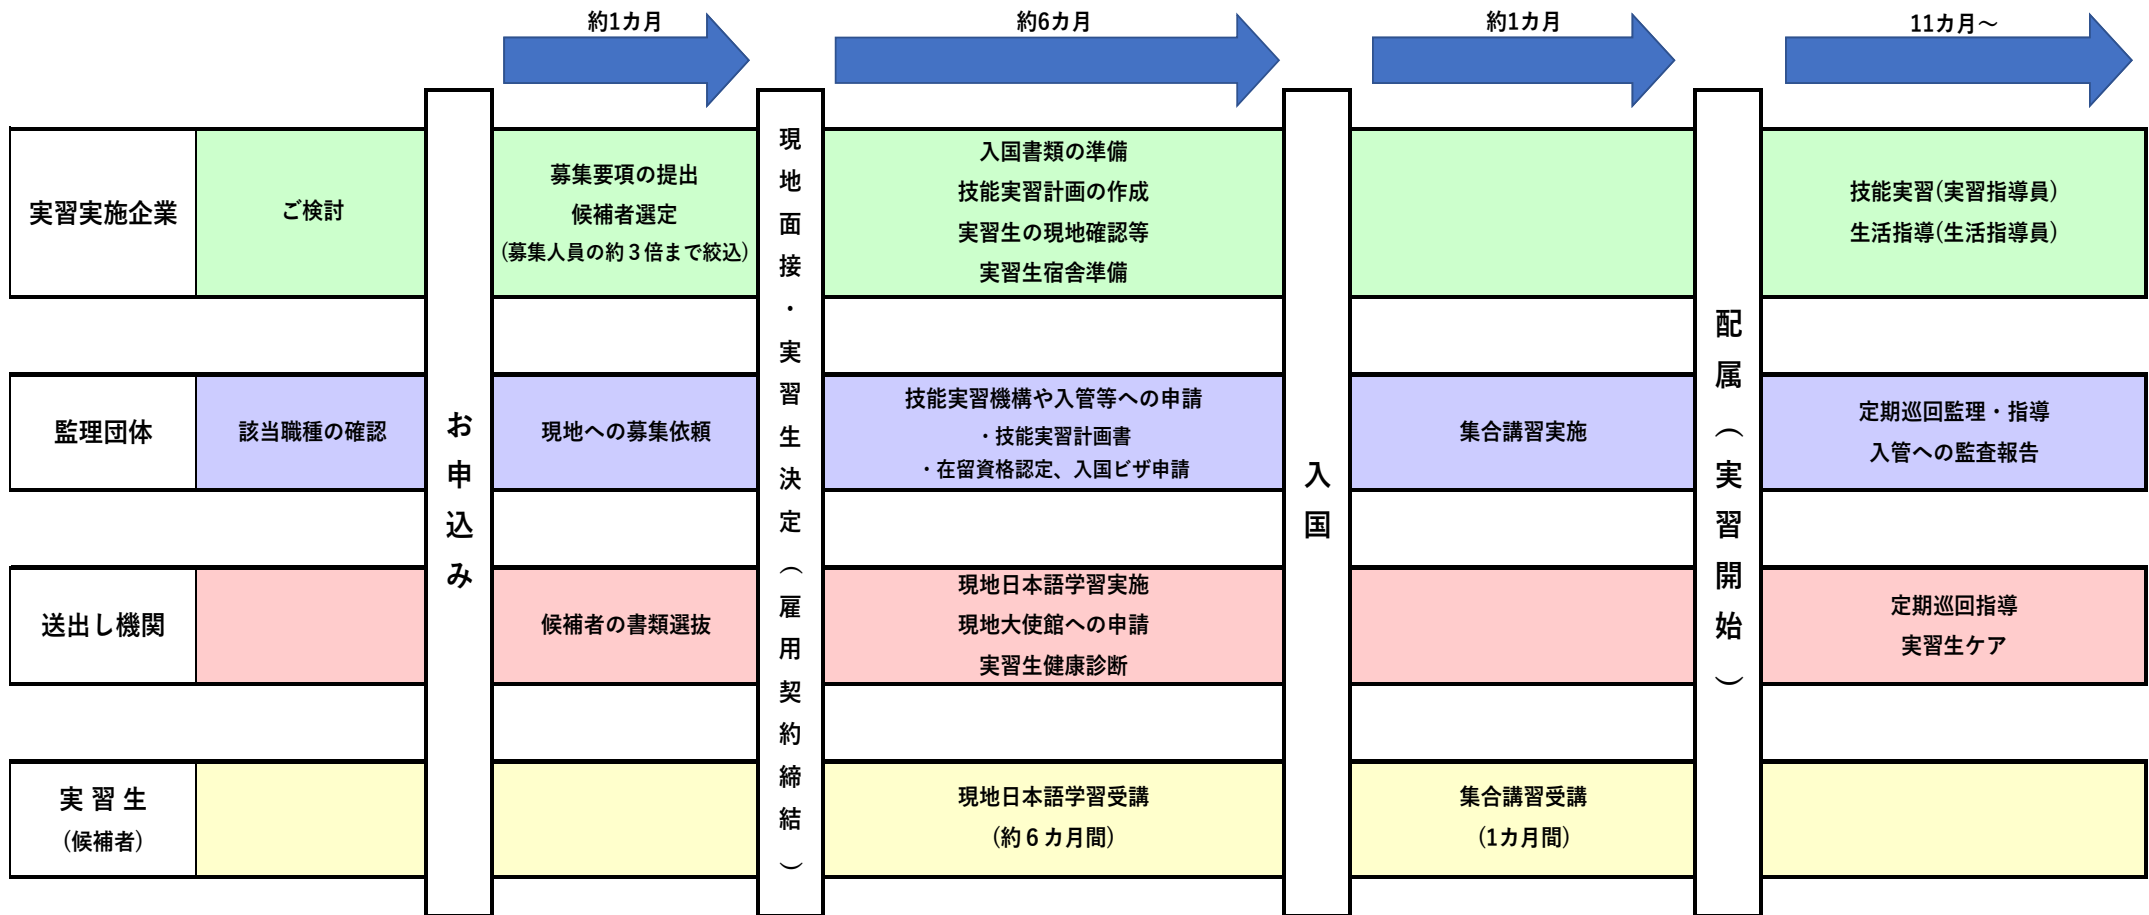 約1カ月
約6カ月
約1カ月
11カ月～
お申込み
現地面接・実習生決定（雇用契約締結）
入国
配属（実習開始）
実習実施企業
ご検討
募集要項の提出
候補者選定
(募集人員の約３倍まで絞込)
入国書類の準備
技能実習計画の作成
実習生の現地確認等
実習生宿舎準備
技能実習(実習指導員)
生活指導(生活指導員)
監理団体
該当職種の確認
現地への募集依頼
技能実習機構や入管等への申請
・技能実習計画書
・在留資格認定、入国ビザ申請
集合講習実施
定期巡回監理・指導
入管への監査報告
送出し機関
候補者の書類選抜
現地日本語学習実施
現地大使館への申請
実習生健康診断
定期巡回指導
実習生ケア
実 習 生
(候補者)
現地日本語学習受講
(約６カ月間)
集合講習受講
(1カ月間)